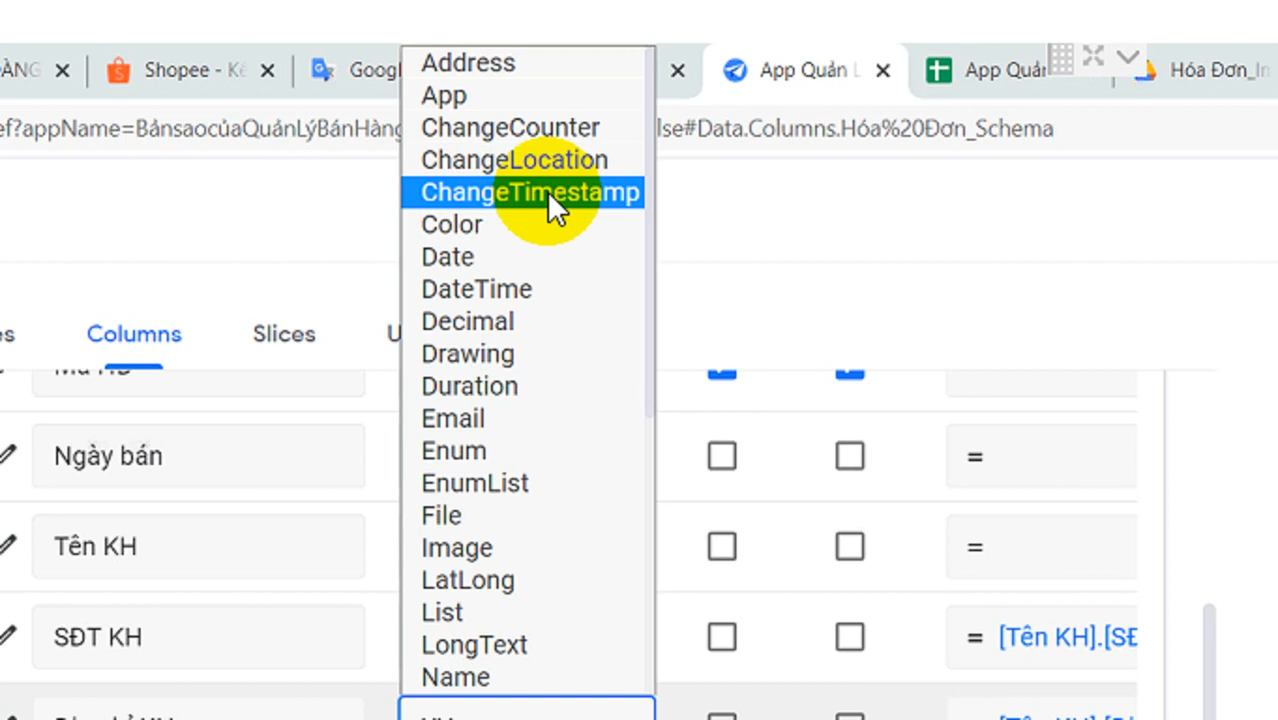 Shopee - Kê
Goog
App Quản L
App Quản
Hóa Đơn_In
ef?appName=BảnsaocủaQuảnLýBánHàng
lse#Data.Columns.Hóa%20Đơn_Schema
Address
App
ChangeCounter
ChangeLocation
ChangeTimestamp
Color
Date
DateTime
Decimal
Drawing
Duration
Email
Enum
EnumList
File
Image
LatLong
List
LongText
Name
es
Columns
Slices
U
Ngày bán
=
Tên KH
=
SĐT KH
= [Tên KH].[SĐ